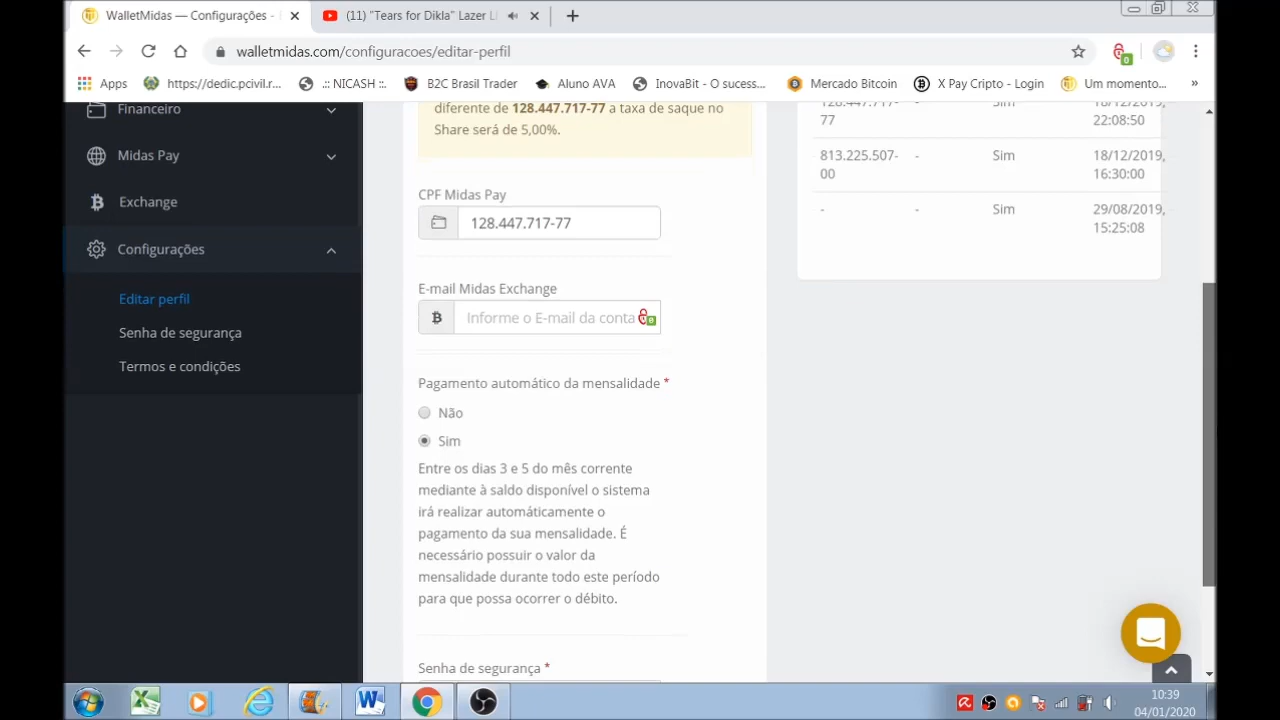 WalletMidas — Configurações -
(11) "Tears for Dikla" Lazer Ll
walletmidas.com/configuracoes/editar-perfil
Apps
https://dedic.pcivil.r...
.:: NICASH ::.
B2C Brasil Trader
Aluno AVA
InovaBit - O sucess...
Mercado Bitcoin
X Pay Cripto - Login
Um momento...
»
Financeiro
Midas Pay
Exchange
Configurações
Editar perfil
Senha de segurança
Termos e condições
diferente de 128.447.717-77 a taxa de saque no
Share será de 5,00%.
CPF Midas Pay
128.447.717-77
E-mail Midas Exchange
Informe o E-mail da conta
Pagamento automático da mensalidade *
Não
Sim
Entre os dias 3 e 5 do mês corrente
mediante à saldo disponível o sistema
irá realizar automáticamente o
pagamento da sua mensalidade. É
necessário possuir o valor da
mensalidade durante todo este período
para que possa ocorrer o débito.
Senha de segurança *
128.447.717- - Sim 18/12/2019,
77 22:08:50
813.225.507- - Sim 18/12/2019,
00 16:30:00
- - Sim 29/08/2019,
15:25:08
10:39
04/01/2020